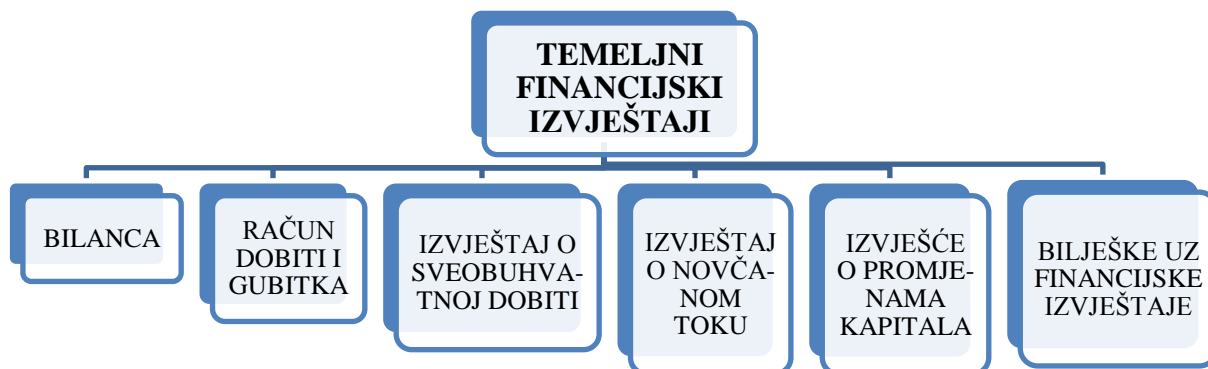 TEMELJNI
FINANCIJSKI
IZVJEŠTAJI
BILANCA
RAČUN
DOBITI I
GUBITKA
IZVJEŠTAJ O
SVEOBUHVA-
TNOJ DOBITI
IZVJEŠTAJ
O NOVČA-
NOM
TOKU
IZVJEŠĆE
O PROMJE-
NAMA
KAPITALA
BILJEŠKE UZ
FINANCIJSKE
IZVJEŠTAJE